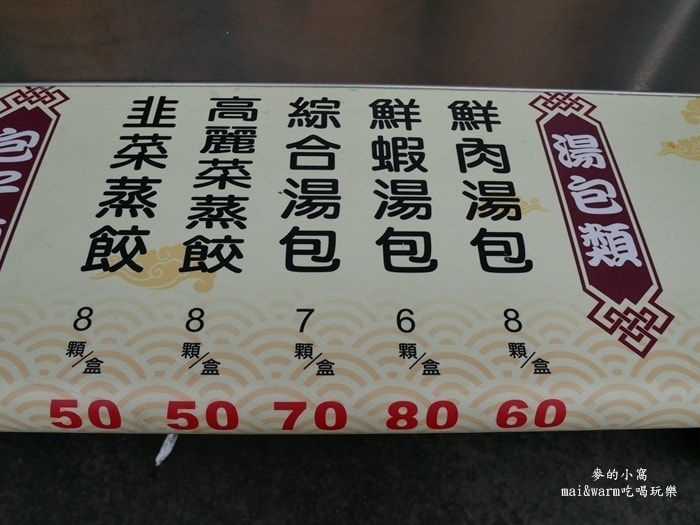 湯包類
鮮肉湯包
8顆/盒
60
鮮蝦湯包
6顆/盒
80
綜合湯包
7顆/盒
70
高麗菜蒸餃
8顆/盒
50
韭菜蒸餃
8顆/盒
50
麥的小窩
mai&warm吃喝玩樂